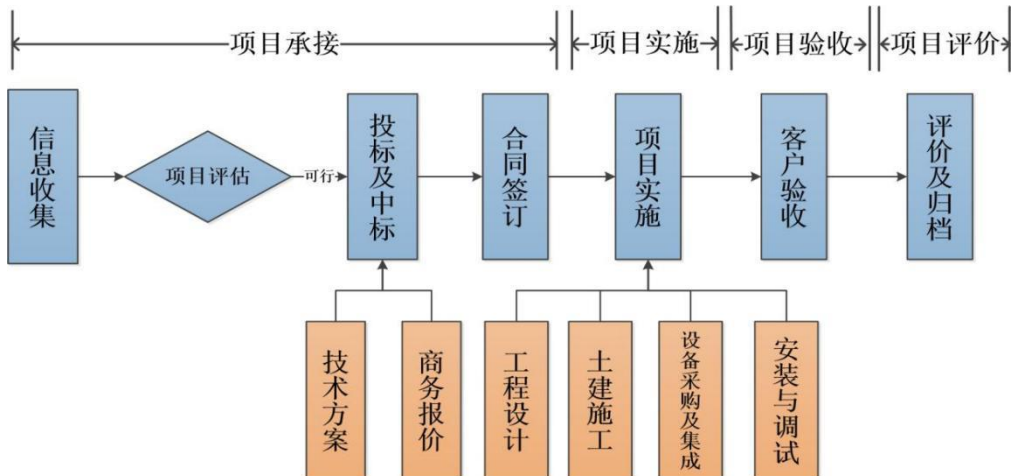 项目承接
项目实施
项目验收
项目评价
信息收集
项目评估
可行
投标及中标
合同签订
项目实施
客户验收
评价及归档
技术方案
商务报价
工程设计
土建施工
设备采购及集成
安装与调试